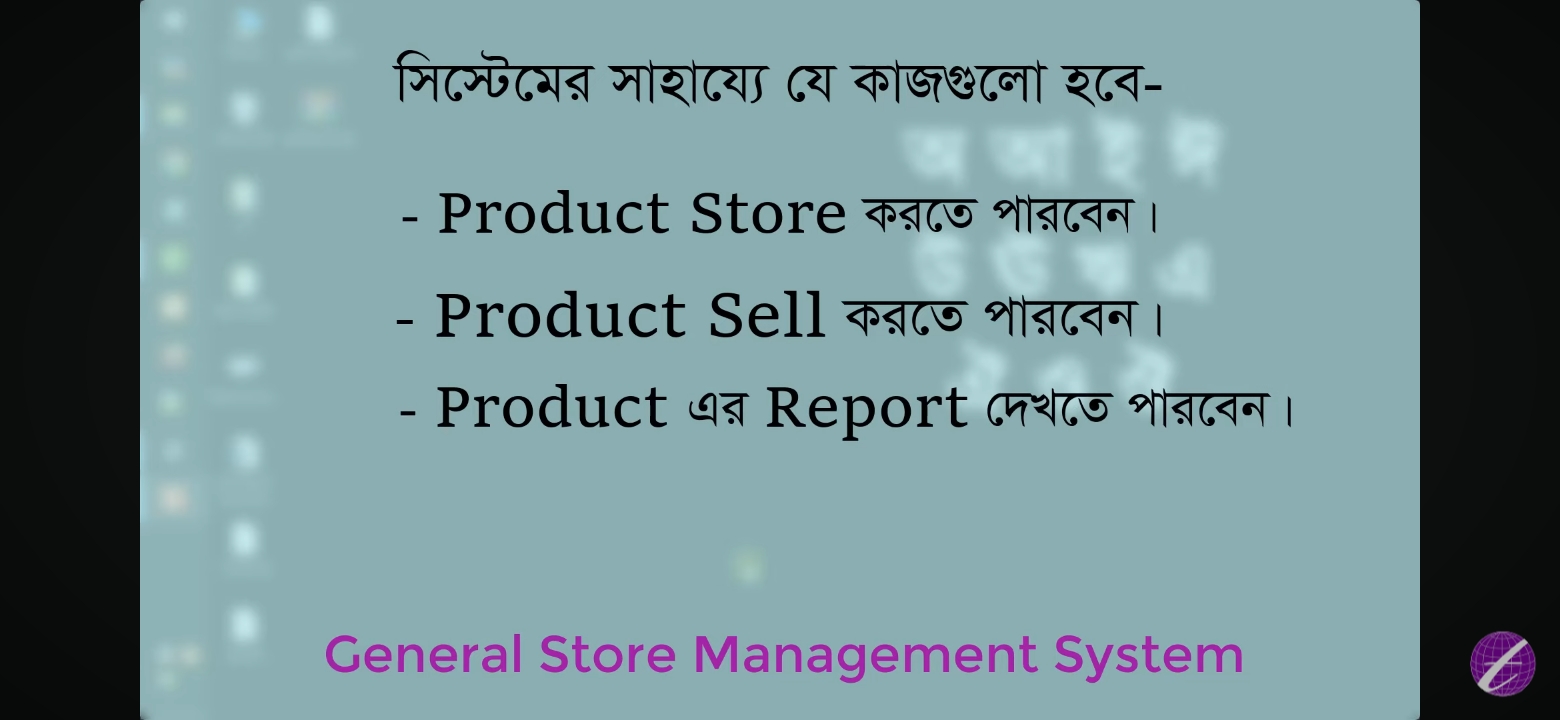 সিস্টেমের সাহায্যে যে কাজগুলো হবে-
- Product Store করতে পারবেন।
- Product Sell করতে পারবেন।
- Product এর Report দেখতে পারবেন।
General Store Management System
অ আ ই ঈ
উ ঊ ঋ এ
ঐ ও ঔ